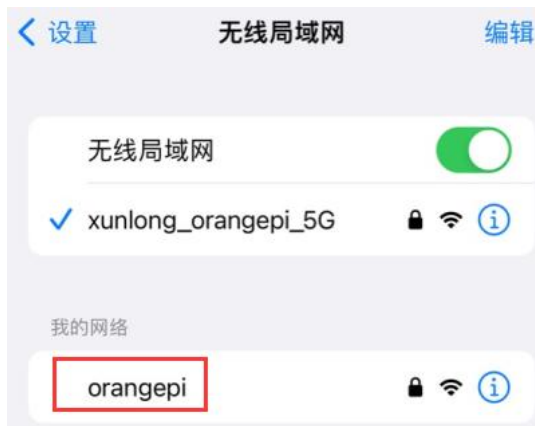 设置 无线局域网 编辑
无线局域网
xunlong_orangepi_5G
我的网络
orangepi